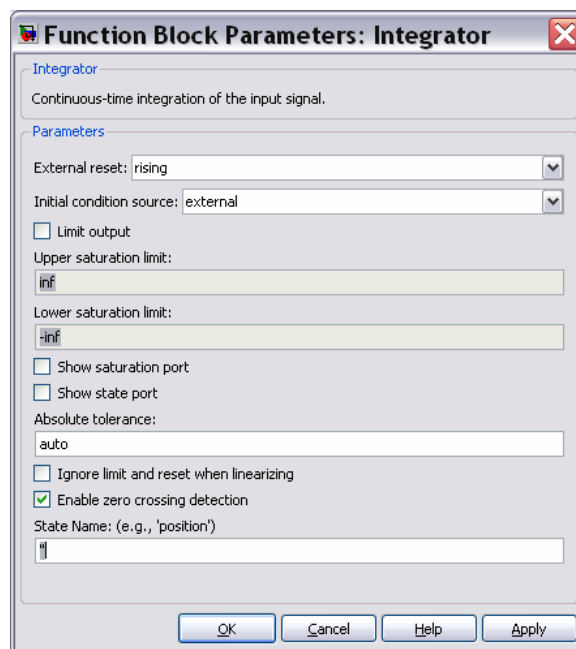 Function Block Parameters: Integrator
Integrator
Continuous-time integration of the input signal.
Parameters
External reset: rising
Initial condition source: external
Limit output
Upper saturation limit:
inf
Lower saturation limit:
-inf
Show saturation port
Show state port
Absolute tolerance:
auto
Ignore limit and reset when linearizing
Enable zero crossing detection
State Name: (e.g., 'position')
''
OK Cancel Help Apply